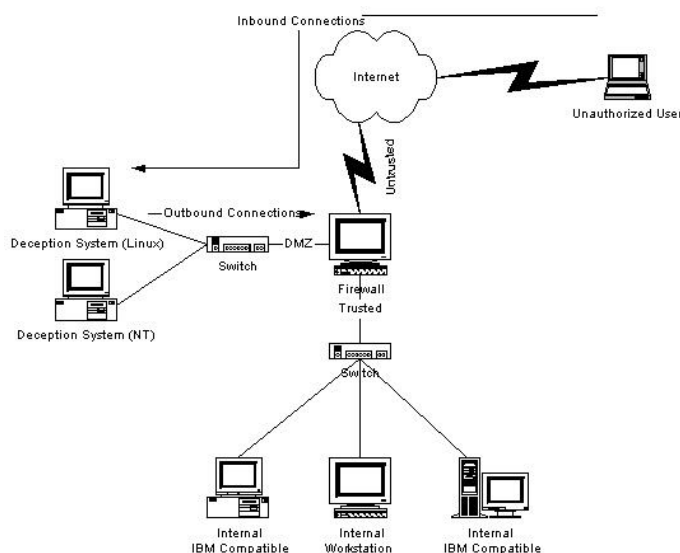 Inbound Connections
Internet
Unauthorized User
Untrusted
Outbound Connections
Deception System (Linux)
DMZ
Switch
Firewall
Deception System (NT)
Trusted
Switch
Internal
IBM Compatible
Internal
Workstation
Internal
IBM Compatible